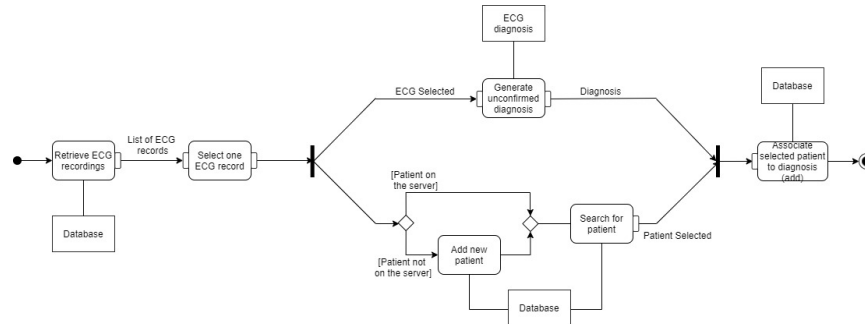 ECG
diagnosis
ECG Selected
Generate
unconfirmed
diagnosis
Diagnosis
Database
List of ECG
records
Retrieve ECG
recordings
Select one
ECG record
Associate
selected patient
to diagnosis
(add)
[Patient on
the server]
Search for
patient
Database
Patient Selected
Add new
patient
[Patient not
on the server]
Database